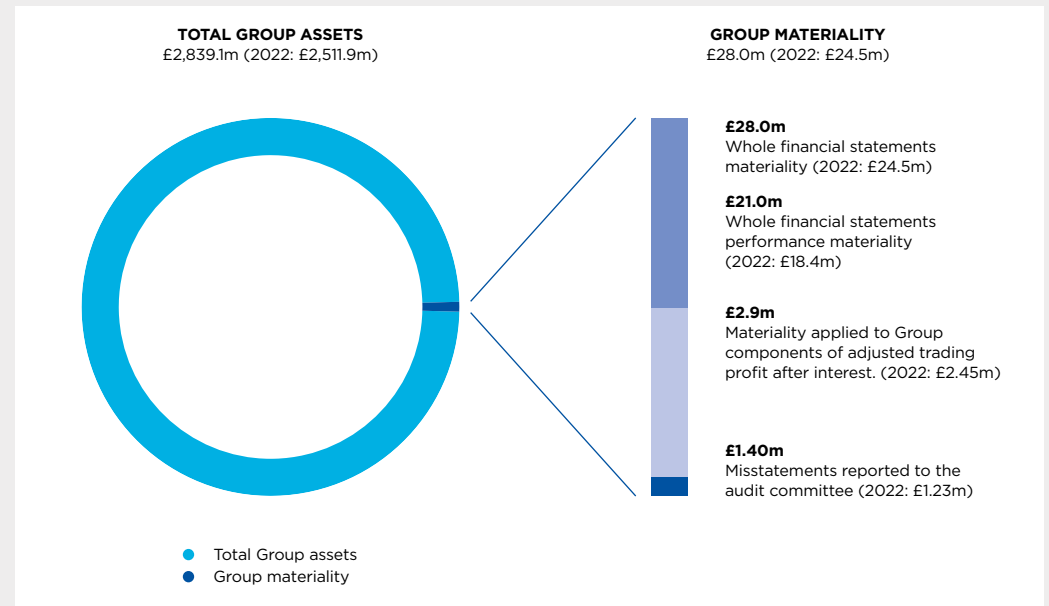 TOTAL GROUP ASSETS
£2,839.1m (2022: £2,511.9m)
GROUP MATERIALITY
£28.0m (2022: £24.5m)
£28.0m
Whole financial statements
materiality (2022: £24.5m)
£21.0m
Whole financial statements
performance materiality
(2022: £18.4m)
£2.9m
Materiality applied to Group
components of adjusted trading
profit after interest. (2022: £2.45m)
£1.40m
Misstatements reported to the
audit committee (2022: £1.23m)
Total Group assets
Group materiality